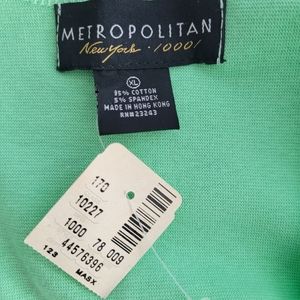 METROPOLITAN
New York · 10001
XL
95% COTTON
5% SPANDEX
MADE IN HONG KONG
RN#23243
170
10227
1000 78 009
44576396
123 MASX